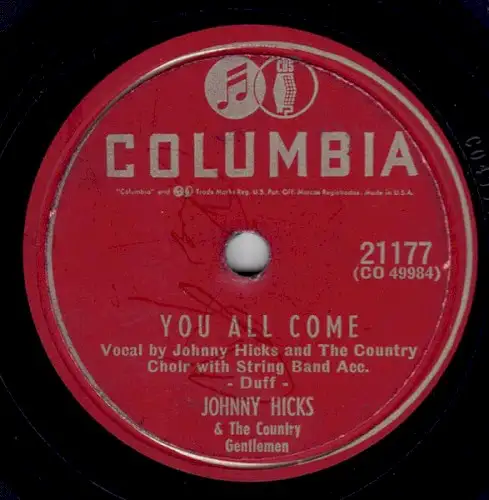 CBS
COLUMBIA
"Columbia" and Trade Marks Reg. U.S. Pat. Off. Marcas Registradas. Made in U.S.A.
21177
(CO 49984)
YOU ALL COME
Vocal by Johnny Hicks and The Country
Choir with String Band Acc.
- Duff -
JOHNNY HICKS
& The Country
Gentlemen